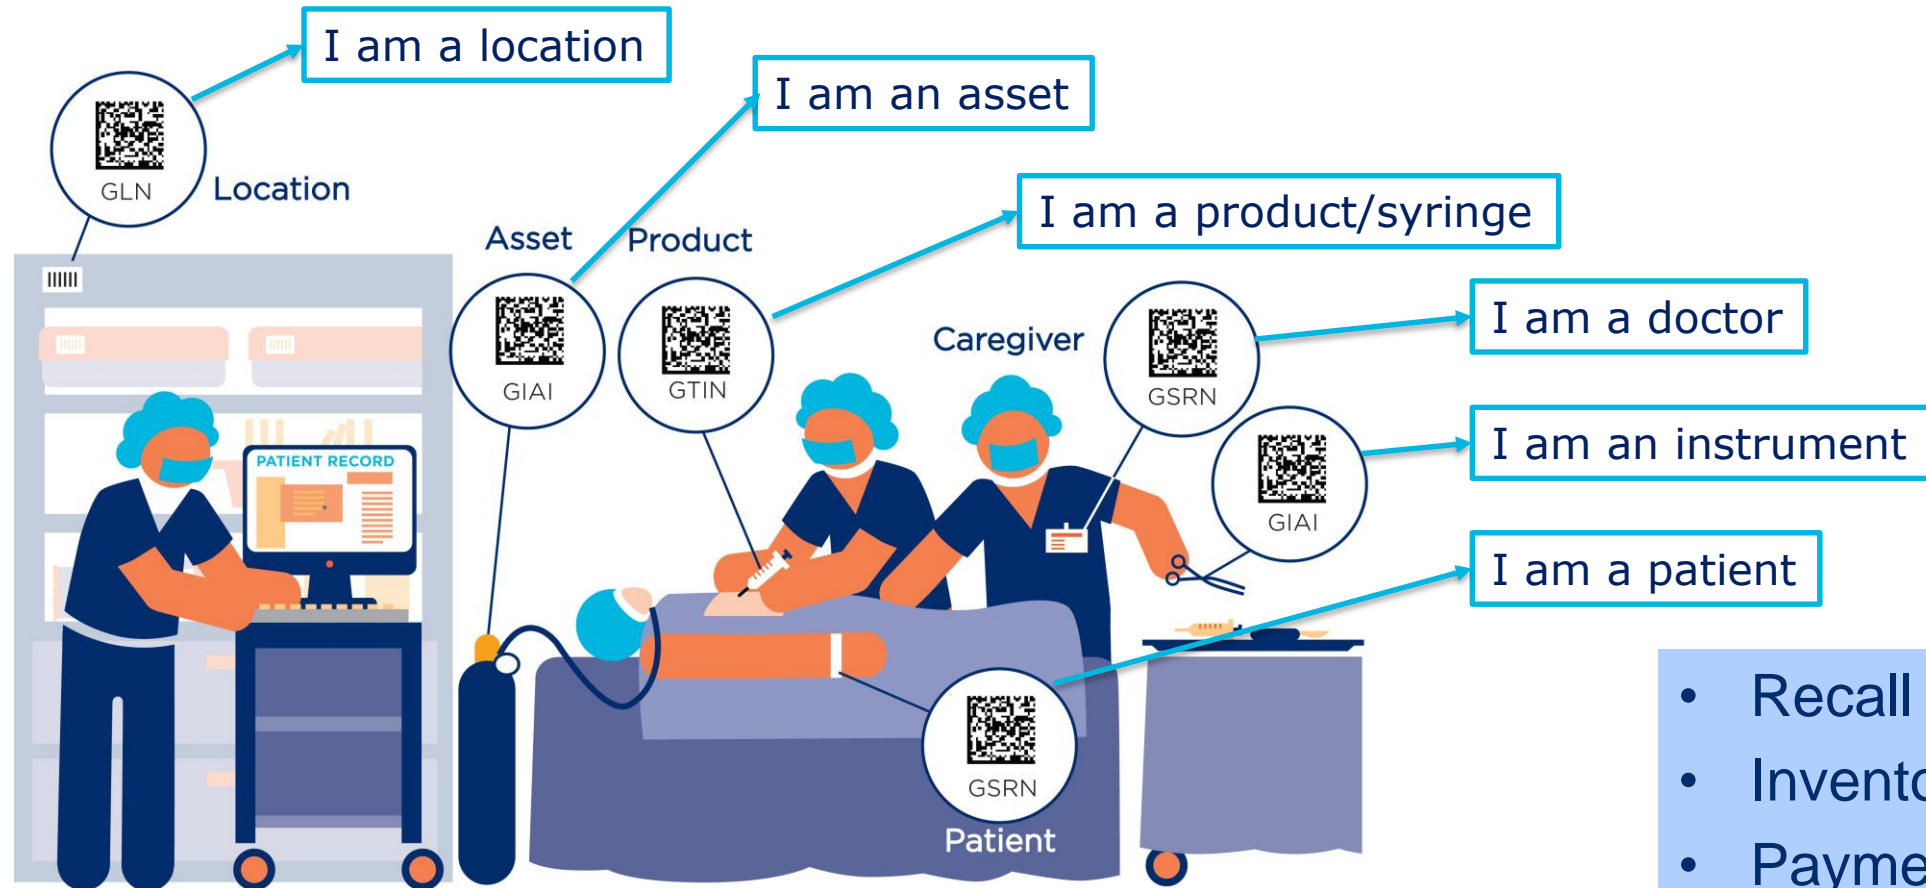 I am a location
I am an asset
GLN
Location
I am a product/syringe
Asset
Product
GIAI
GTIN
Caregiver
GSRN
I am a doctor
I am an instrument
GIAI
PATIENT RECORD
I am a patient
GSRN
Patient
• Recall